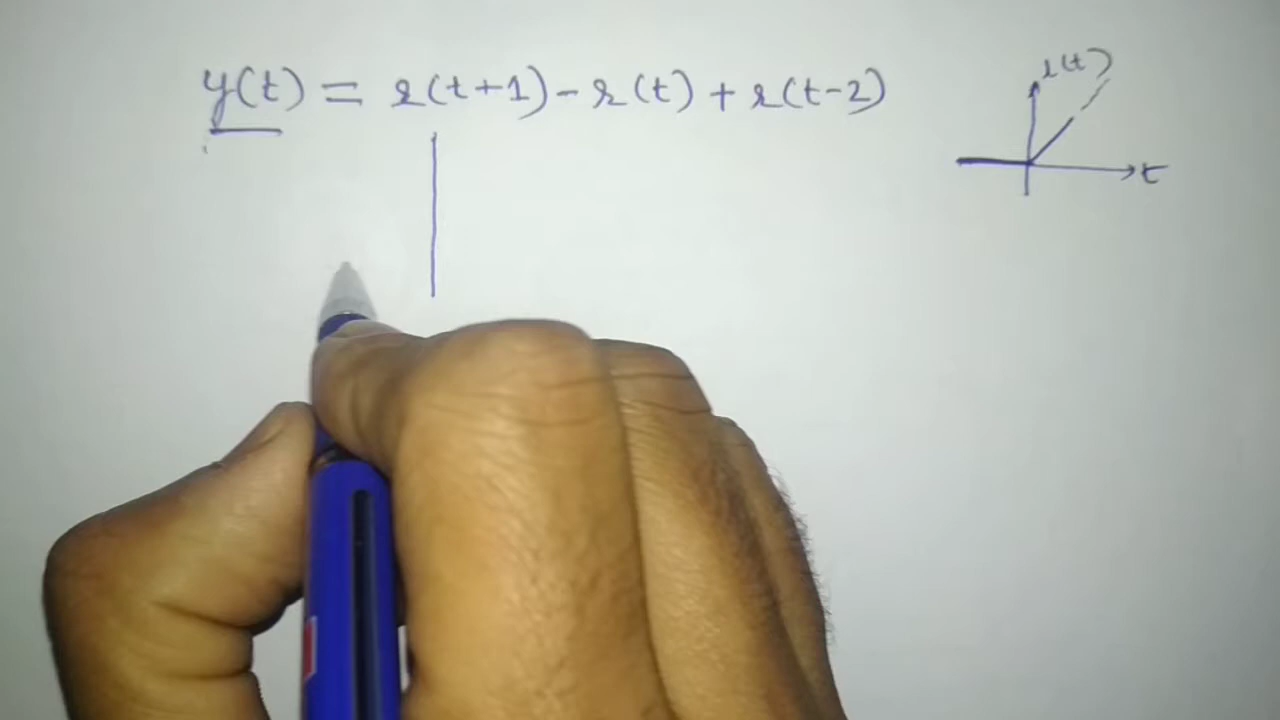 y(t) = r(t+1) - r(t) + r(t-2)
r(t)
t